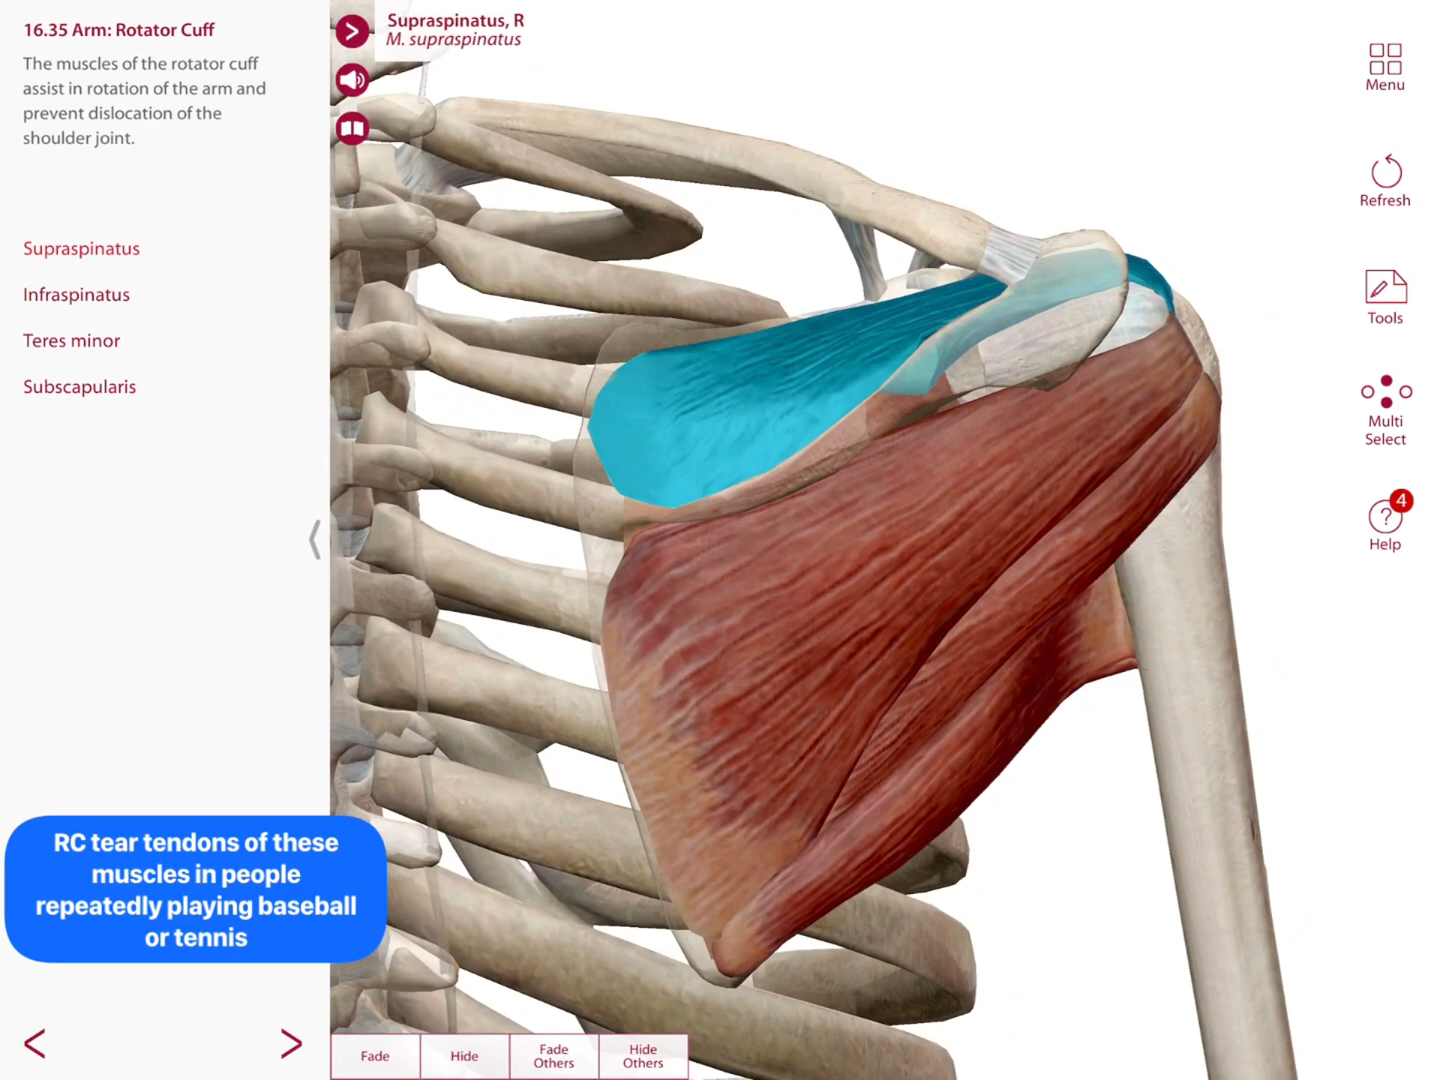 16.35 Arm: Rotator Cuff
The muscles of the rotator cuff
assist in rotation of the arm and
prevent dislocation of the
shoulder joint.
Supraspinatus
Infraspinatus
Teres minor
Subscapularis
RC tear tendons of these
muscles in people
repeatedly playing baseball
or tennis
Supraspinatus, R
M. supraspinatus
Menu
Refresh
Tools
Multi
Select
4
?
Help
Fade
Hide
Fade
Others
Hide
Others